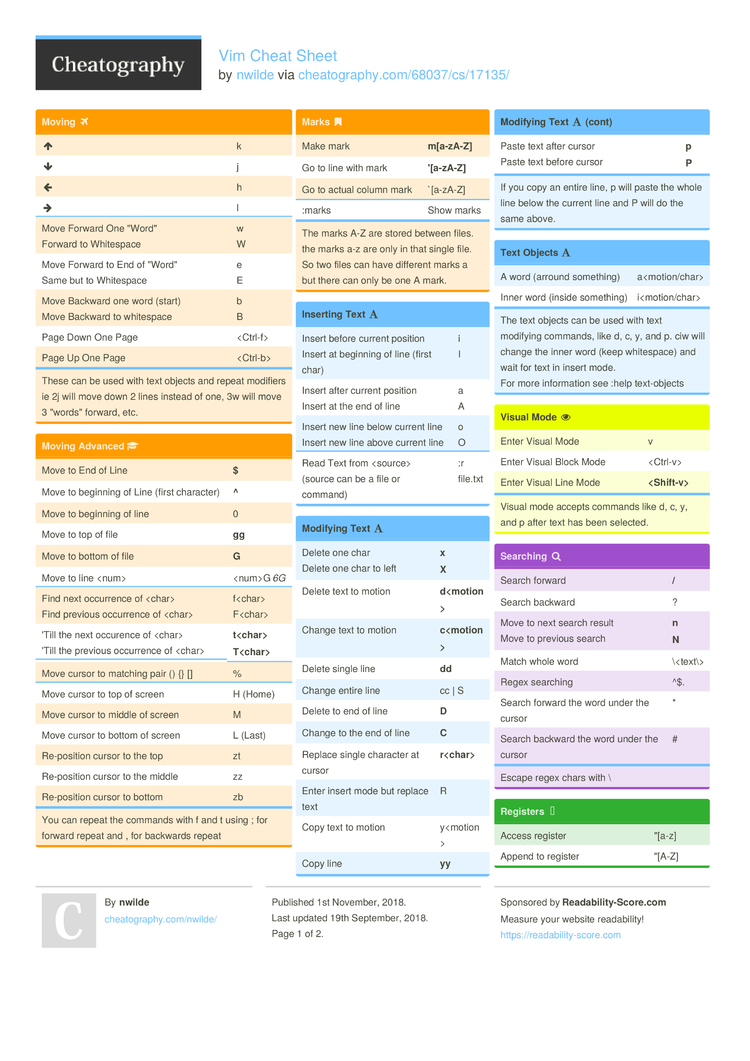 Cheatography
Vim Cheat Sheet
by nwilde via cheatography.com/68037/cs/17135/
Moving
↑ k
↓ j
← h
→ l
Move Forward One "Word" w
Forward to Whitespace W
Move Forward to End of "Word" e
Same but to Whitespace E
Move Backward one word (start) b
Move Backward to whitespace B
Page Down One Page <Ctrl-f>
Page Up One Page <Ctrl-b>
These can be used with text objects and repeat modifiers
ie 2j will move down 2 lines instead of one, 3w will move
3 "words" forward, etc.
Moving Advanced
Move to End of Line $
Move to beginning of Line (first character) ^
Move to beginning of line 0
Move to top of file gg
Move to bottom of file G
Move to line <num> <num>G 6G
Find next occurrence of <char> f<char>
Find previous occurrence of <char> F<char>
'Till the next occurence of <char> t<char>
'Till the previous occurrence of <char> T<char>
Move cursor to matching pair () {} [] %
Move cursor to top of screen H (Home)
Move cursor to middle of screen M
Move cursor to bottom of screen L (Last)
Re-position cursor to the top zt
Re-position cursor to the middle zz
Re-position cursor to bottom zb
You can repeat the commands with f and t using ; for
forward repeat and , for backwards repeat
Marks
Make mark m[a-zA-Z]
Go to line with mark '[a-zA-Z]
Go to actual column mark `[a-zA-Z]
:marks Show marks
The marks A-Z are stored between files.
the marks a-z are only in that single file.
So two files can have different marks a
but there can only be one A mark.
Inserting Text A
Insert before current position i
Insert at beginning of line (first I
char)
Insert after current position a
Insert at the end of line A
Insert new line below current line o
Insert new line above current line O
Read Text from <source> :r
(source can be a file or file.txt
command)
Modifying Text A
Delete one char x
Delete one char to left X
Delete text to motion d<motion
>
Change text to motion c<motion
>
Delete single line dd
Change entire line cc | S
Delete to end of line D
Change to the end of line C
Replace single character at r<char>
cursor
Enter insert mode but replace R
text
Copy text to motion y<motion
>
Copy line yy
Modifying Text A (cont)
Paste text after cursor p
Paste text before cursor P
If you copy an entire line, p will paste the whole
line below the current line and P will do the
same above.
Text Objects A
A word (arround something) a<motion/char>
Inner word (inside something) i<motion/char>
The text objects can be used with text
modifying commands, like d, c, y, and p. ciw will
change the inner word (keep whitespace) and
wait for text in insert mode.
For more information see :help text-objects
Visual Mode
Enter Visual Mode v
Enter Visual Block Mode <Ctrl-v>
Enter Visual Line Mode <Shift-v>
Visual mode accepts commands like d, c, y,
and p after text has been selected.
Searching
Search forward /
Search backward ?
Move to next search result n
Move to previous search N
Match whole word \<text\>
Regex searching ^$.
Search forward the word under the *
cursor
Search backward the word under the #
cursor
Escape regex chars with \
Registers
Access register "[a-z]
Append to register "[A-Z]
C
By nwilde
cheatography.com/nwilde/
Published 1st November, 2018.
Last updated 19th September, 2018.
Page 1 of 2.
Sponsored by Readability-Score.com
Measure your website readability!
https://readability-score.com